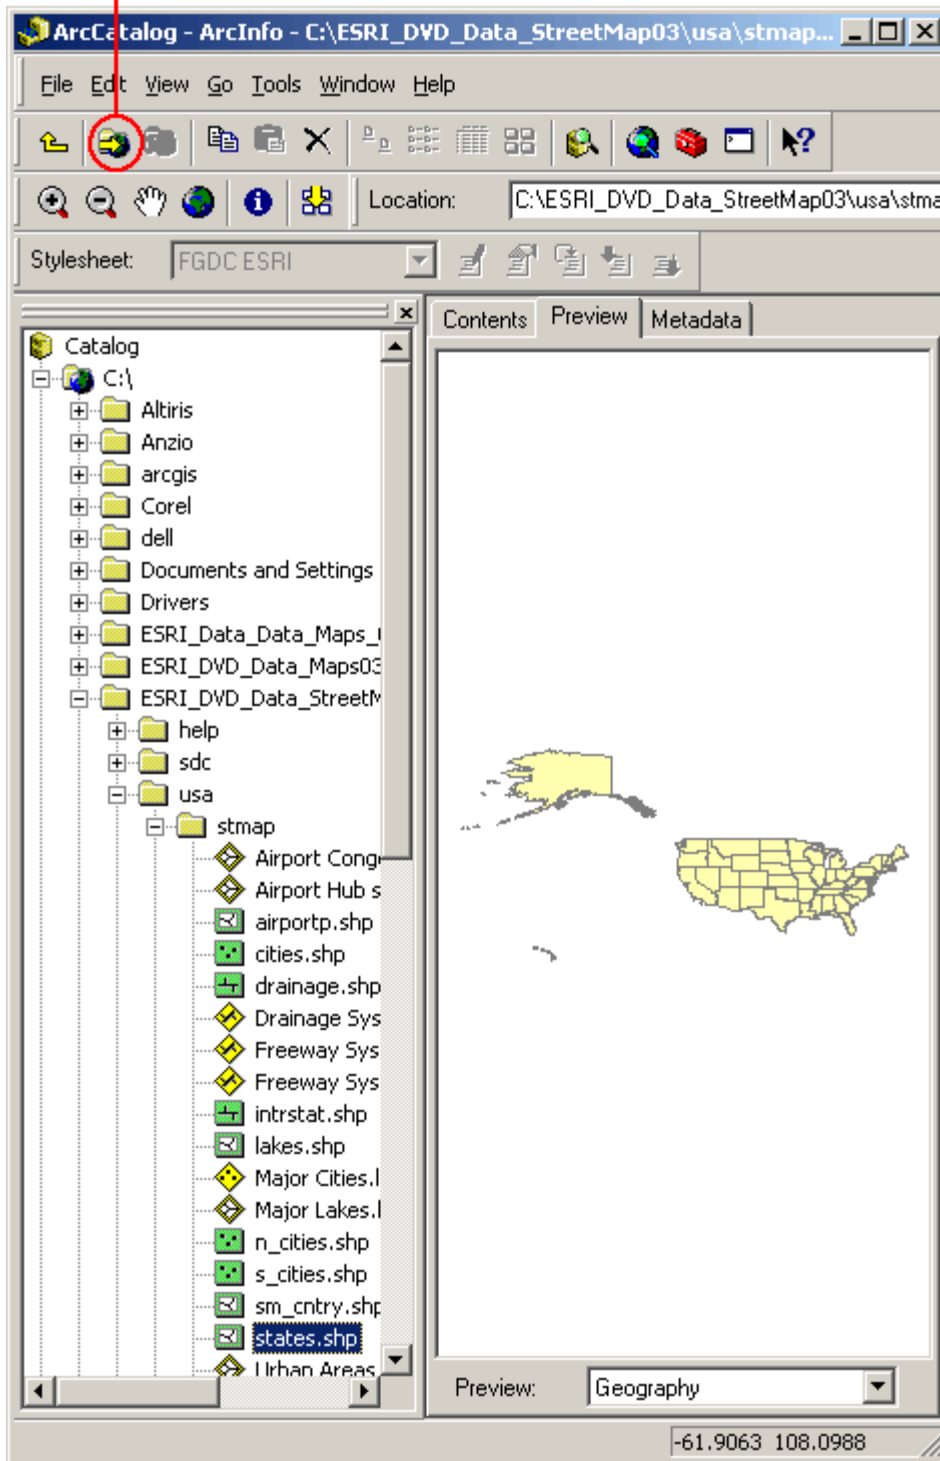 ArcCatalog - ArcInfo - C:\ESRI_DVD_Data_StreetMap03\usa\stmap...
File Edit View Go Tools Window Help
Location: C:\ESRI_DVD_Data_StreetMap03\usa\stma
Stylesheet: FGDC ESRI
Contents Preview Metadata
Catalog
C:\
Altiris
Anzio
arcgis
Corel
dell
Documents and Settings
Drivers
ESRI_Data_Data_Maps_
ESRI_DVD_Data_Maps03
ESRI_DVD_Data_StreetM
help
sdc
usa
stmap
Airport Cong
Airport Hub s
airportp.shp
cities.shp
drainage.shp
Drainage Sys
Freeway Sys
Freeway Sys
intrstat.shp
lakes.shp
Major Cities.l
Major Lakes.l
n_cities.shp
s_cities.shp
sm_cntry.shp
states.shp
Urban Areas
Preview: Geography
-61.9063 108.0988